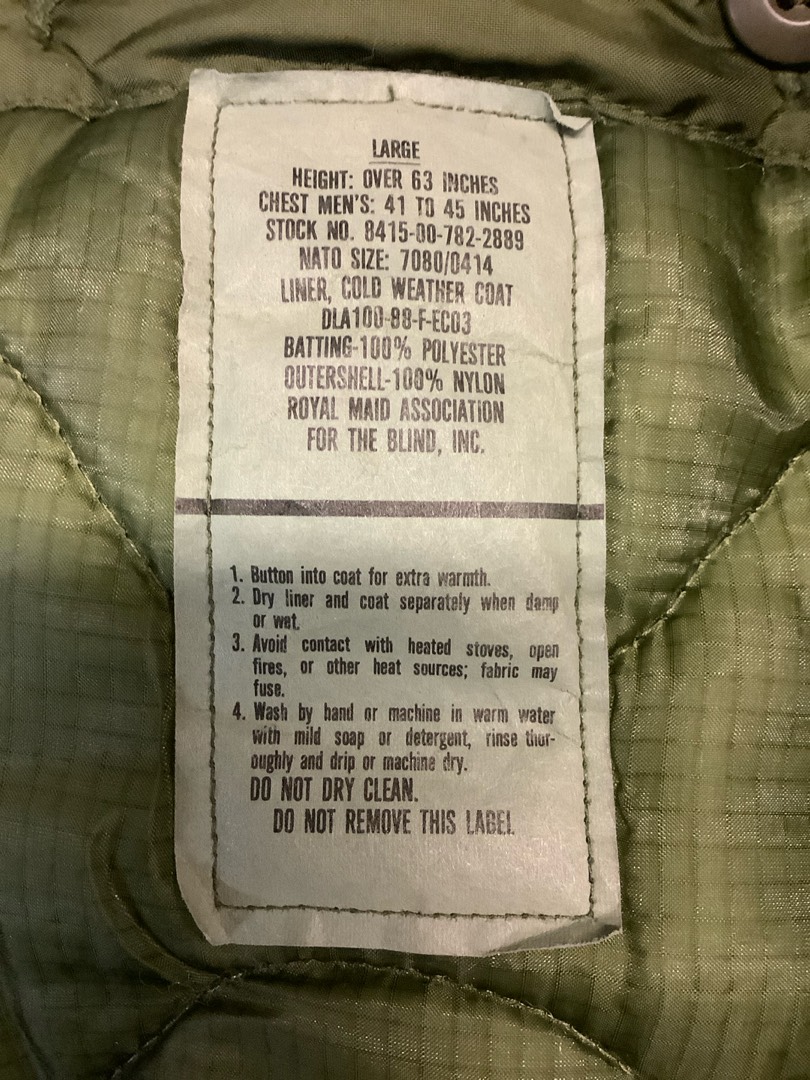 LARGE
HEIGHT: OVER 63 INCHES
CHEST MEN'S: 41 TO 45 INCHES
STOCK NO. 8415-00-782-2889
NATO SIZE: 7080/0414
LINER, COLD WEATHER COAT
DLA100-88-F-EC03
BATTING-100% POLYESTER
OUTERSHELL-100% NYLON
ROYAL MAID ASSOCIATION
FOR THE BLIND, INC.
1. Button into coat for extra warmth.
2. Dry liner and coat separately when damp
or wet.
3. Avoid contact with heated stoves, open
fires, or other heat sources; fabric may
fuse.
4. Wash by hand or machine in warm water
with mild soap or detergent, rinse thor-
oughly and drip or machine dry.
DO NOT DRY CLEAN.
DO NOT REMOVE THIS LABEL.